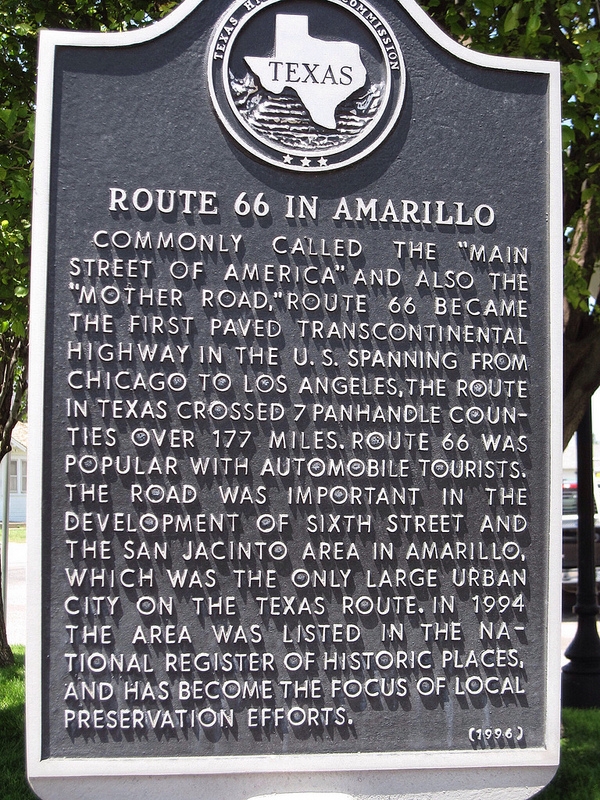 TEXAS HI COMMISSION
TEXAS
ROUTE 66 IN AMARILLO
COMMONLY CALLED THE "MAIN
STREET OF AMERICA" AND ALSO THE
"MOTHER ROAD," ROUTE 66 BECAME
THE FIRST PAVED TRANSCONTINENTAL
HIGHWAY IN THE U.S. SPANNING FROM
CHICAGO TO LOS ANGELES, THE ROUTE
IN TEXAS CROSSED 7 PANHANDLE COUN-
TIES OVER 177 MILES. ROUTE 66 WAS
POPULAR WITH AUTOMOBILE TOURISTS.
THE ROAD WAS IMPORTANT IN THE
DEVELOPMENT OF SIXTH STREET AND
THE SAN JACINTO AREA IN AMARILLO,
WHICH WAS THE ONLY LARGE URBAN
CITY ON THE TEXAS ROUTE. IN 1994
THE AREA WAS LISTED IN THE NA-
TIONAL REGISTER OF HISTORIC PLACES,
AND HAS BECOME THE FOCUS OF LOCAL
PRESERVATION EFFORTS.
(1996)